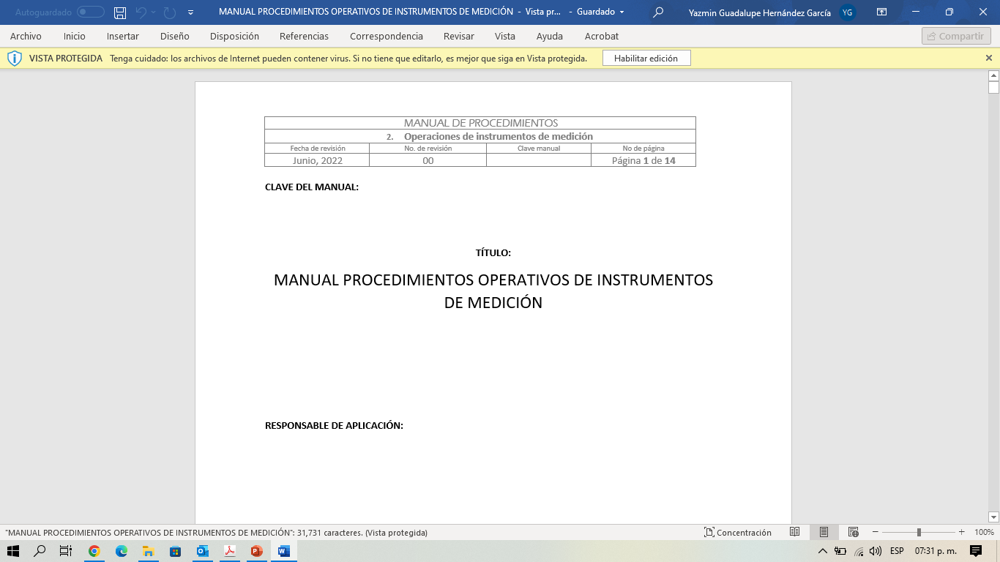 Autoguardado
MANUAL PROCEDIMIENTOS OPERATIVOS DE INSTRUMENTOS DE MEDICIÓN - Vista pr... - Guardado
Yazmin Guadalupe Hernández García YG
Archivo Inicio Insertar Diseño Disposición Referencias Correspondencia Revisar Vista Ayuda Acrobat Compartir
VISTA PROTEGIDA Tenga cuidado: los archivos de Internet pueden contener virus. Si no tiene que editarlo, es mejor que siga en Vista protegida. Habilitar edición
MANUAL DE PROCEDIMIENTOS
2. Operaciones de instrumentos de medición
Fecha de revisión No. de revisión Clave manual No de página
Junio, 2022 00 Página 1 de 14
CLAVE DEL MANUAL:
TÍTULO:
MANUAL PROCEDIMIENTOS OPERATIVOS DE INSTRUMENTOS
DE MEDICIÓN
RESPONSABLE DE APLICACIÓN:
"MANUAL PROCEDIMIENTOS OPERATIVOS DE INSTRUMENTOS DE MEDICIÓN": 31,731 caracteres. (Vista protegida) Concentración 100%
ESP 07:31 p. m.